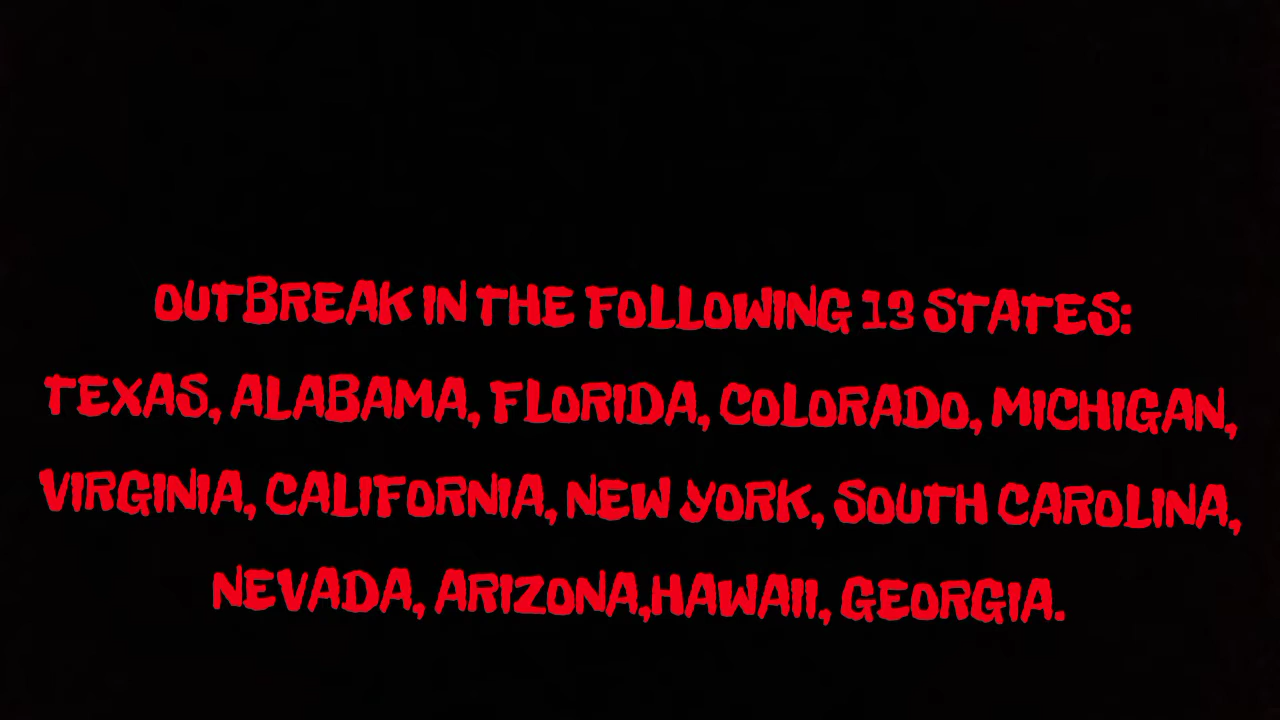 OUTBREAK IN THE FOLLOWING 13 STATES:
TEXAS, ALABAMA, FLORIDA, COLORADO, MICHIGAN,
VIRGINIA, CALIFORNIA, NEW YORK, SOUTH CAROLINA,
NEVADA, ARIZONA,HAWAII, GEORGIA.